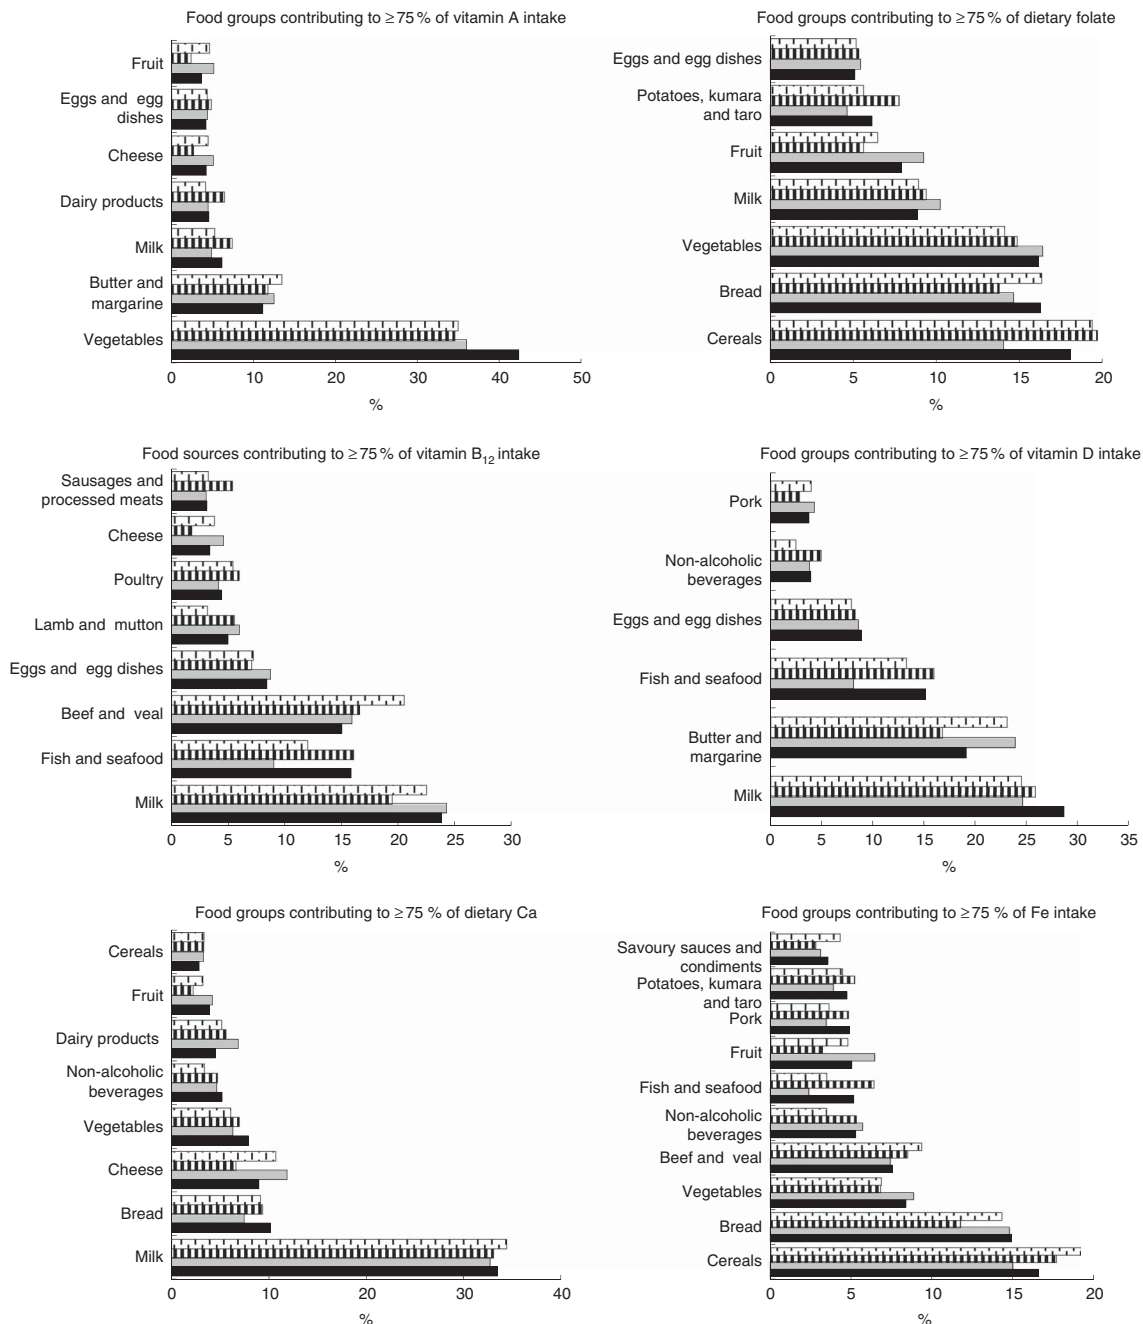 Food groups contributing to ≥75 % of vitamin A intake
Fruit
Eggs and egg
dishes
Cheese
Dairy products
Milk
Butter and
margarine
Vegetables
0 10 20 30 40 50
%
Food groups contributing to ≥75 % of dietary folate
Eggs and egg dishes
Potatoes, kumara
and taro
Fruit
Milk
Vegetables
Bread
Cereals
0 5 10 15 20
%
Food sources contributing to ≥75 % of vitamin B12 intake
Sausages and
processed meats
Cheese
Poultry
Lamb and mutton
Eggs and egg dishes
Beef and veal
Fish and seafood
Milk
0 5 10 15 20 25 30
%
Food groups contributing to ≥75 % of vitamin D intake
Pork
Non-alcoholic
beverages
Eggs and egg dishes
Fish and seafood
Butter and
margarine
Milk
0 5 10 15 20 25 30 35
%
Food groups contributing to ≥75 % of dietary Ca
Cereals
Fruit
Dairy products
Non-alcoholic
beverages
Vegetables
Cheese
Bread
Milk
0 10 20 30 40
%
Food groups contributing to ≥75 % of Fe intake
Savoury sauces and
condiments
Potatoes, kumara
and taro
Pork
Fruit
Fish and seafood
Non-alcoholic
beverages
Beef and veal
Vegetables
Bread
Cereals
0 5 10 15 20
%